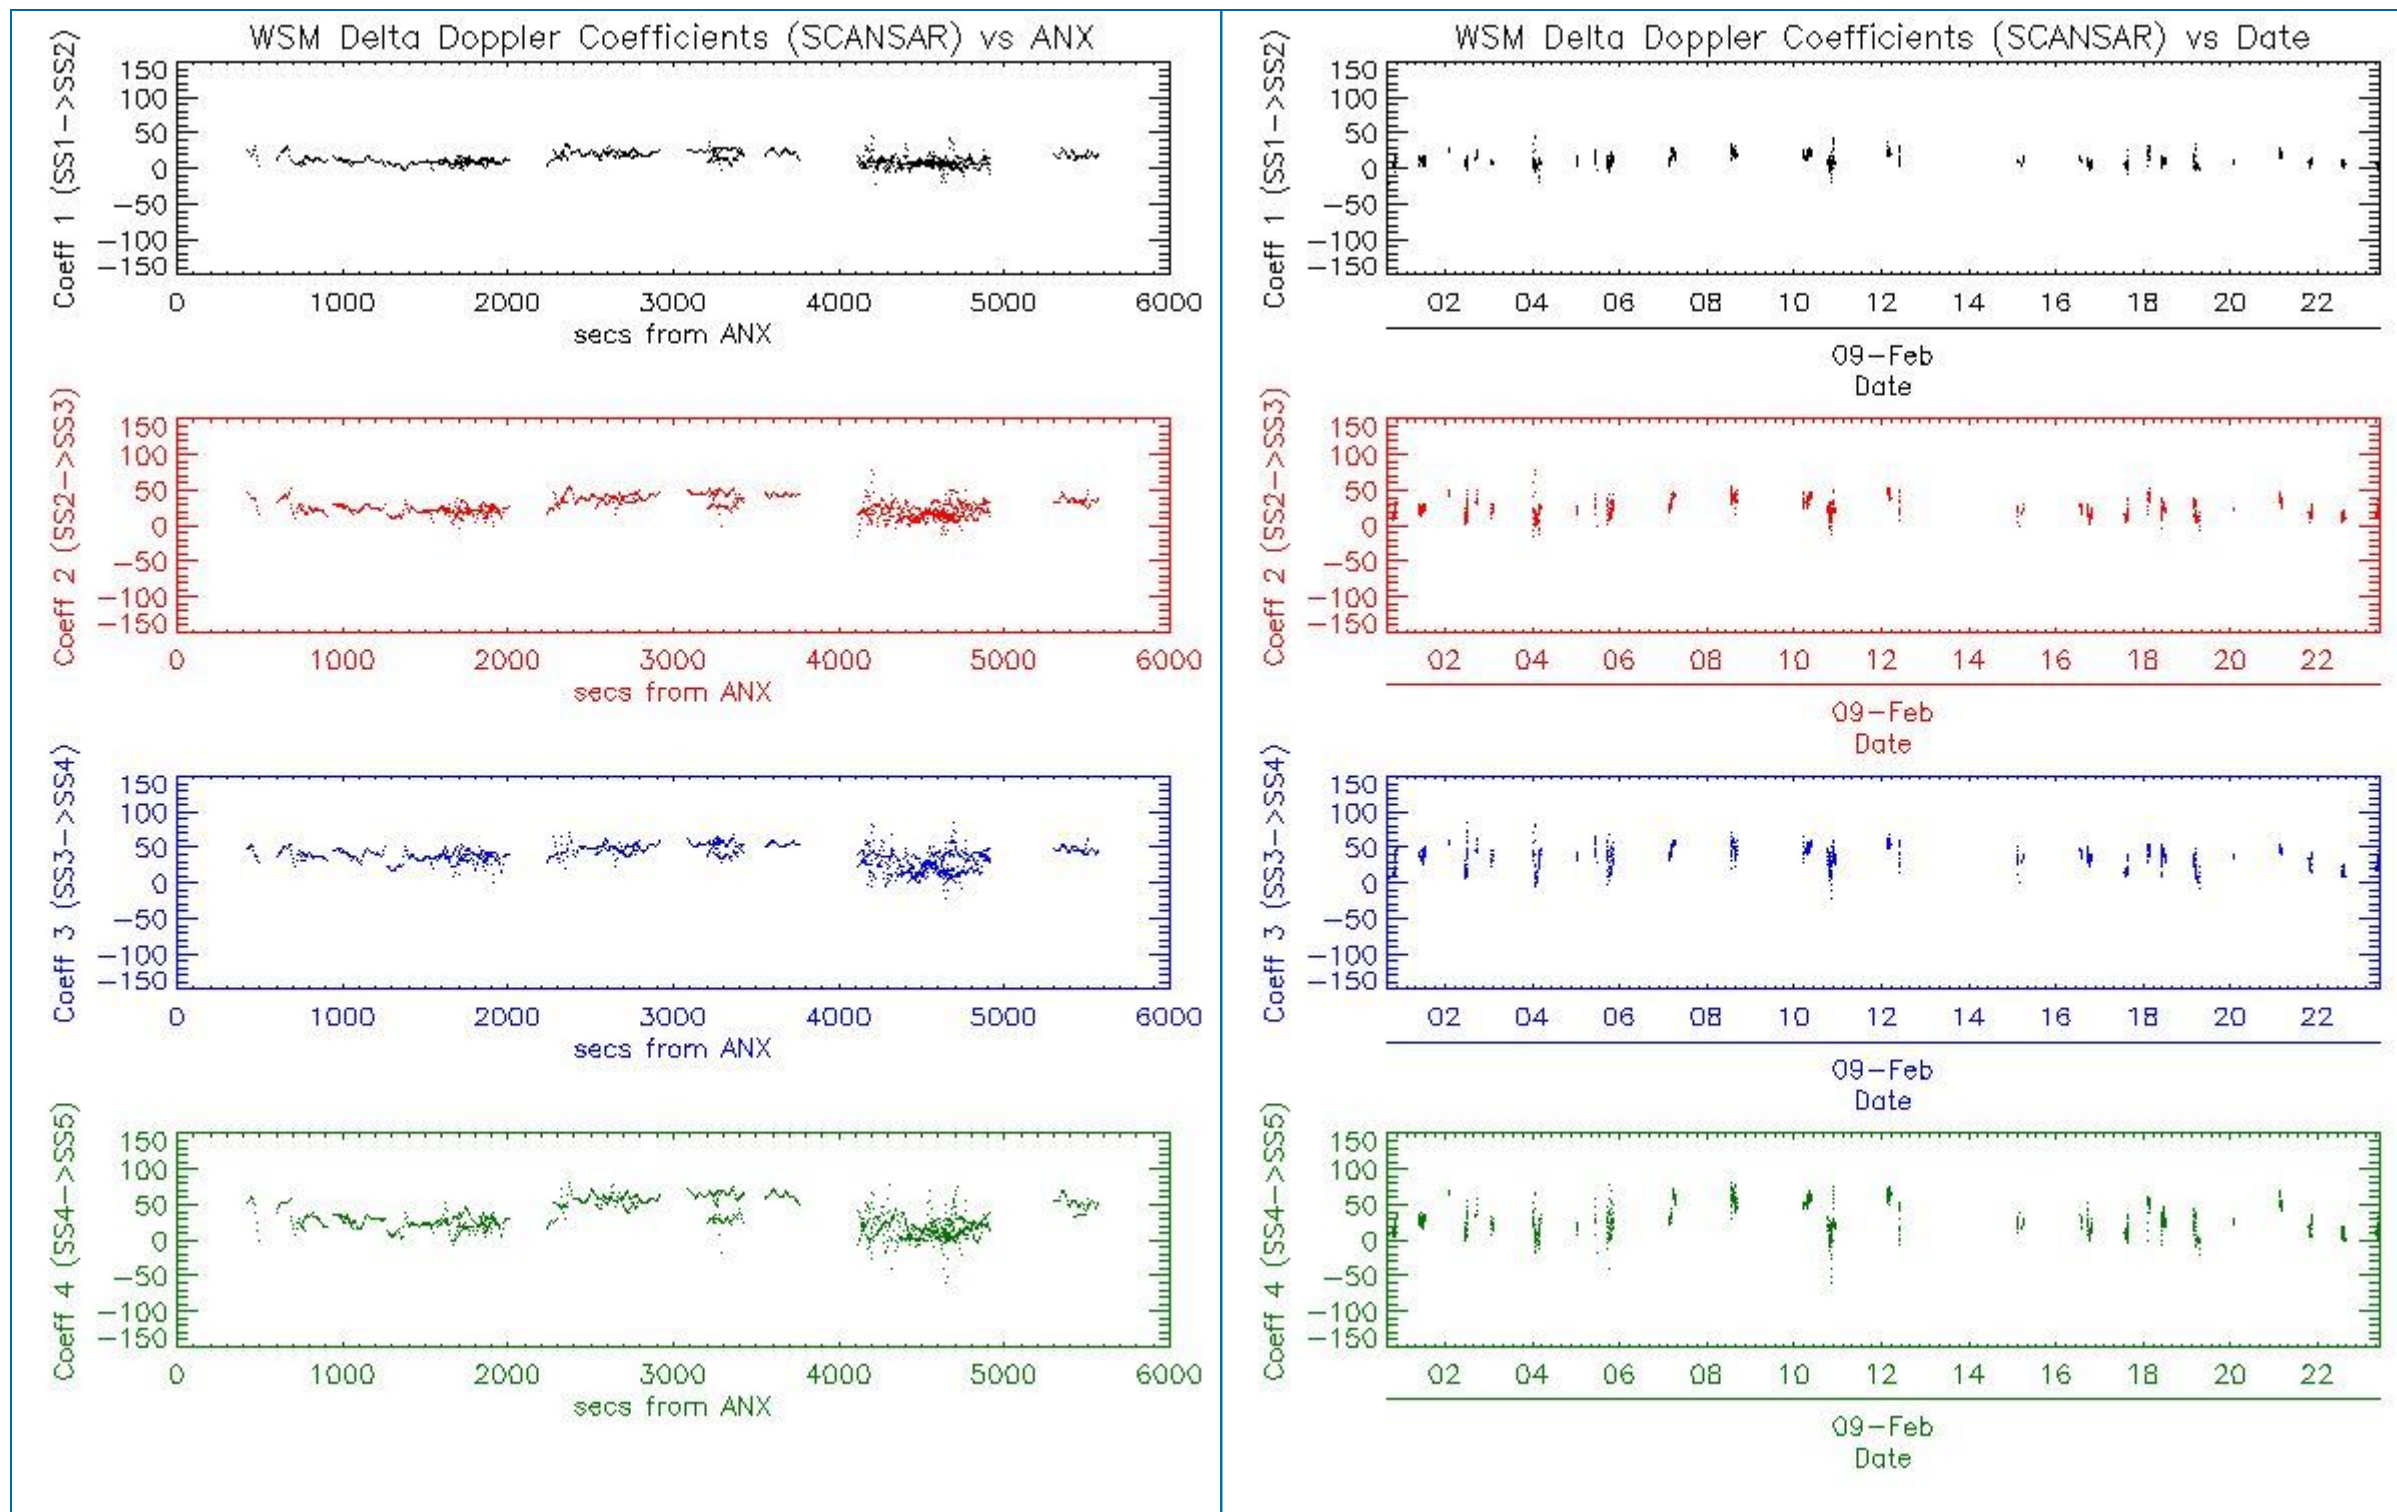 WSM Delta Doppler Coefficients (SCANSAR) vs ANX
Coeff 1 (SS1->SS2)
150
100
50
0
-50
-100
-150
0 1000 2000 3000 4000 5000 6000
secs from ANX
Coeff 2 (SS2->SS3)
150
100
50
0
-50
-100
-150
0 1000 2000 3000 4000 5000 6000
secs from ANX
Coeff 3 (SS3->SS4)
150
100
50
0
-50
-100
-150
0 1000 2000 3000 4000 5000 6000
secs from ANX
Coeff 4 (SS4->SS5)
150
100
50
0
-50
-100
-150
0 1000 2000 3000 4000 5000 6000
secs from ANX
WSM Delta Doppler Coefficients (SCANSAR) vs Date
Coeff 1 (SS1->SS2)
150
100
50
0
-50
-100
-150
02 04 06 08 10 12 14 16 18 20 22
09-Feb
Date
Coeff 2 (SS2->SS3)
150
100
50
0
-50
-100
-150
02 04 06 08 10 12 14 16 18 20 22
09-Feb
Date
Coeff 3 (SS3->SS4)
150
100
50
0
-50
-100
-150
02 04 06 08 10 12 14 16 18 20 22
09-Feb
Date
Coeff 4 (SS4->SS5)
150
100
50
0
-50
-100
-150
02 04 06 08 10 12 14 16 18 20 22
09-Feb
Date